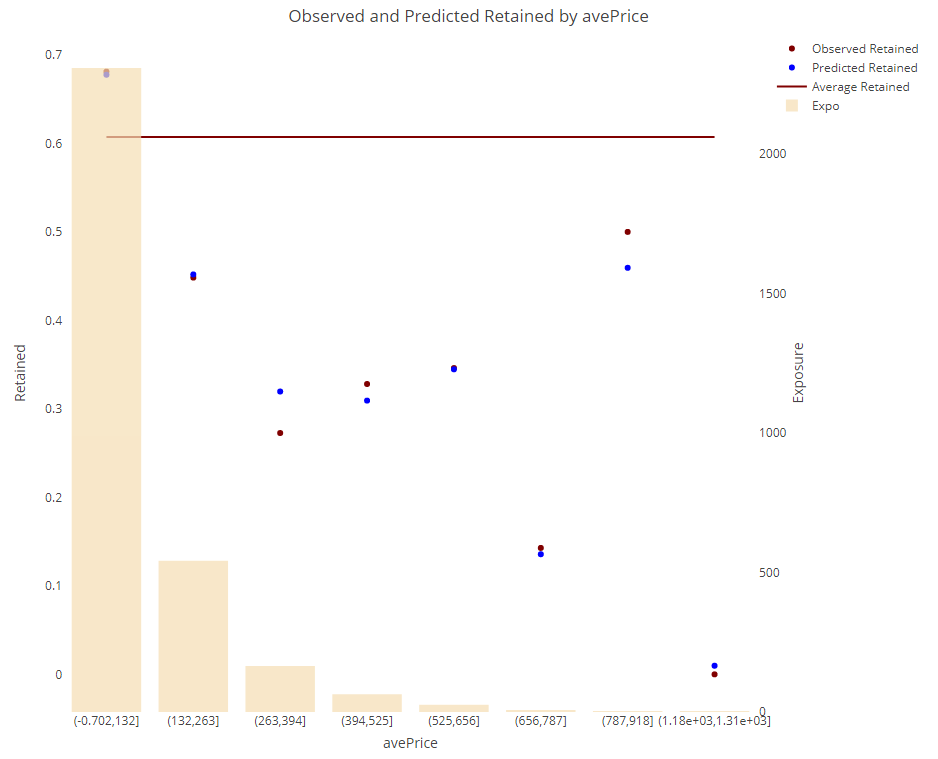 Observed and Predicted Retained by avePrice
Observed Retained
Predicted Retained
Average Retained
Expo
0.7
0.6
0.5
0.4
0.3
0.2
0.1
0
Retained
2000
1500
1000
500
0
Exposure
(-0.702,132]
(132,263]
(263,394]
(394,525]
(525,656]
(656,787]
(787,918]
(1.18e+03,1.31e+03]
avePrice